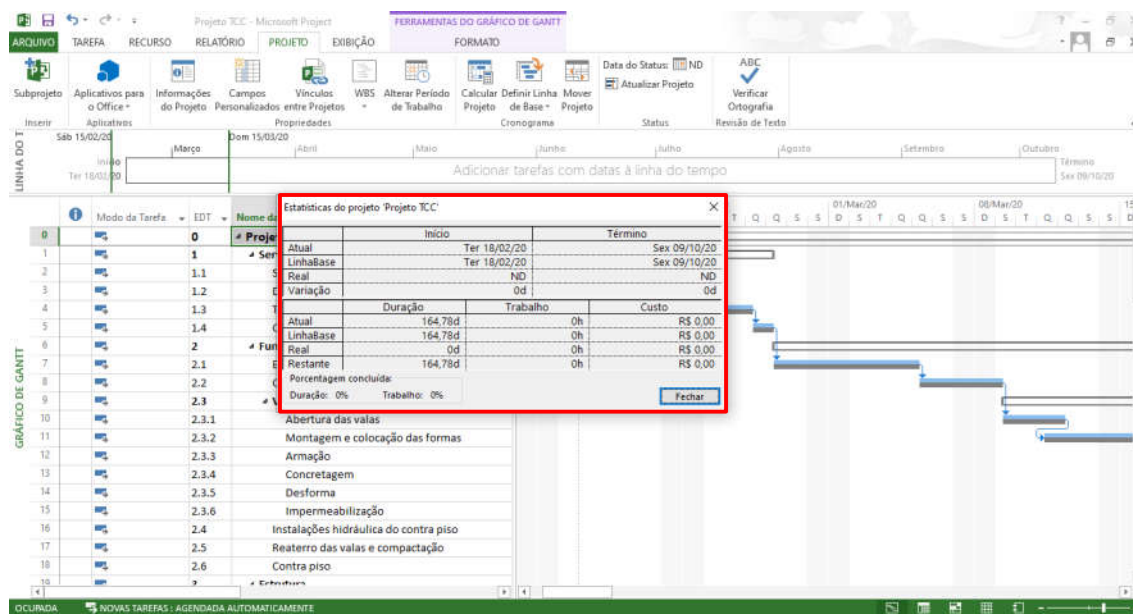 Projeto TCC - Microsoft Project
FERRAMENTAS DO GRÁFICO DE GANTT
ARQUIVO TAREFA RECURSO RELATÓRIO PROJETO EXIBIÇÃO FORMATO
Subprojeto
Aplicativos para o Office
Informações do Projeto
Campos Personalizados
Vínculos entre Projetos
WBS
Alterar Período de Trabalho
Calcular Projeto
Definir Linha de Base
Mover Projeto
Data do Status: ND
Atualizar Projeto
ABC
Verificar Ortografia
Inserir Aplicativos Propriedades Cronograma Status Revisão de Texto
LINHA DO T
Sáb 15/02/20 Dom 15/03/20
Março Abril Maio Junho Julho Agosto Setembro Outubro
Início
Ter 18/02/20
Adicionar tarefas com datas à linha do tempo
Término
Sex 09/10/20
Modo da Tarefa EDT Nome da
01/Mar/20 08/Mar/20 15
T Q Q S S D S T Q Q S S D S T Q Q S S D
Estatísticas do projeto 'Projeto TCC'
Início Término
Atual Ter 18/02/20 Sex 09/10/20
LinhaBase Ter 18/02/20 Sex 09/10/20
Real ND ND
Variação 0d 0d
Duração Trabalho Custo
Atual 164,78d 0h R$ 0,00
LinhaBase 164,78d 0h R$ 0,00
Real 0d 0h R$ 0,00
Restante 164,78d 0h R$ 0,00
Porcentagem concluída:
Duração: 0% Trabalho: 0%
Fechar
GRÁFICO DE GANTT
0 0 Proje
1 1 Ser
2 1.1 S
3 1.2
4 1.3 T
5 1.4
6 2 Fun
7 2.1 E
8 2.2
9 2.3 V
10 2.3.1 Abertura das valas
11 2.3.2 Montagem e colocação das formas
12 2.3.3 Armação
13 2.3.4 Concretagem
14 2.3.5 Desforma
15 2.3.6 Impermeabilização
16 2.4 Instalações hidráulica do contra piso
17 2.5 Reaterro das valas e compactação
18 2.6 Contra piso
19 3 Estrutura
OCUPADA NOVAS TAREFAS : AGENDADA AUTOMATICAMENTE